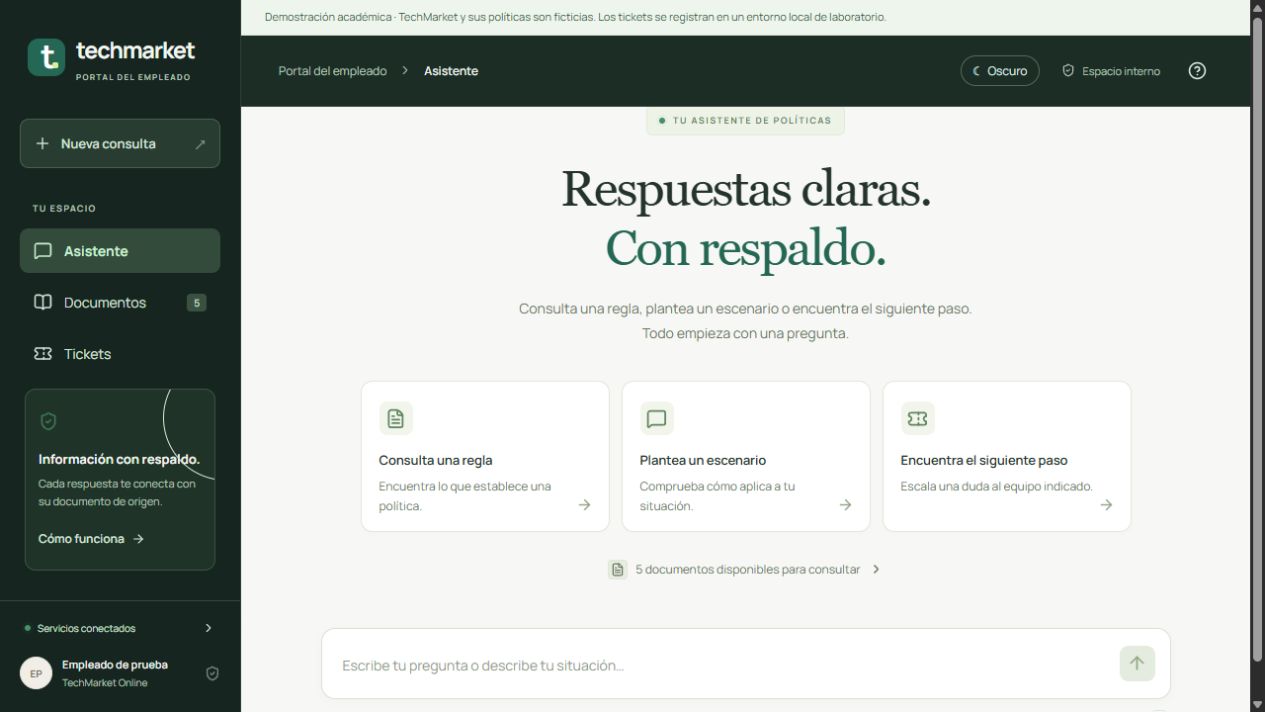 Demostración académica · TechMarket y sus políticas son ficticias. Los tickets se registran en un entorno local de laboratorio.
t.
techmarket
PORTAL DEL EMPLEADO
Nueva consulta
TU ESPACIO
Asistente
Documentos 5
Tickets
Información con respaldo.
Cada respuesta te conecta con
su documento de origen.
Cómo funciona
Servicios conectados
EP
Empleado de prueba
TechMarket Online
Portal del empleado Asistente
Oscuro
Espacio interno
?
TU ASISTENTE DE POLÍTICAS
Respuestas claras.
Con respaldo.
Consulta una regla, plantea un escenario o encuentra el siguiente paso.
Todo empieza con una pregunta.
Consulta una regla
Encuentra lo que establece una
política.
Plantea un escenario
Comprueba cómo aplica a tu
situación.
Encuentra el siguiente paso
Escala una duda al equipo indicado.
5 documentos disponibles para consultar
Escribe tu pregunta o describe tu situación...